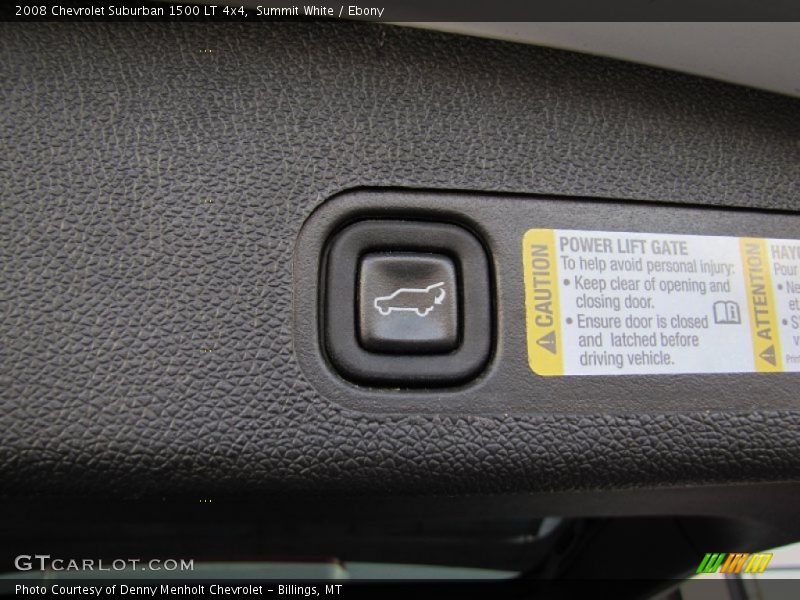 2008 Chevrolet Suburban 1500 LT 4x4, Summit White / Ebony
CAUTION
POWER LIFT GATE
To help avoid personal injury:
• Keep clear of opening and
closing door.
• Ensure door is closed
and latched before
driving vehicle.
ATTENTION
GTCARLOT.COM
Photo Courtesy of Denny Menholt Chevrolet - Billings, MT